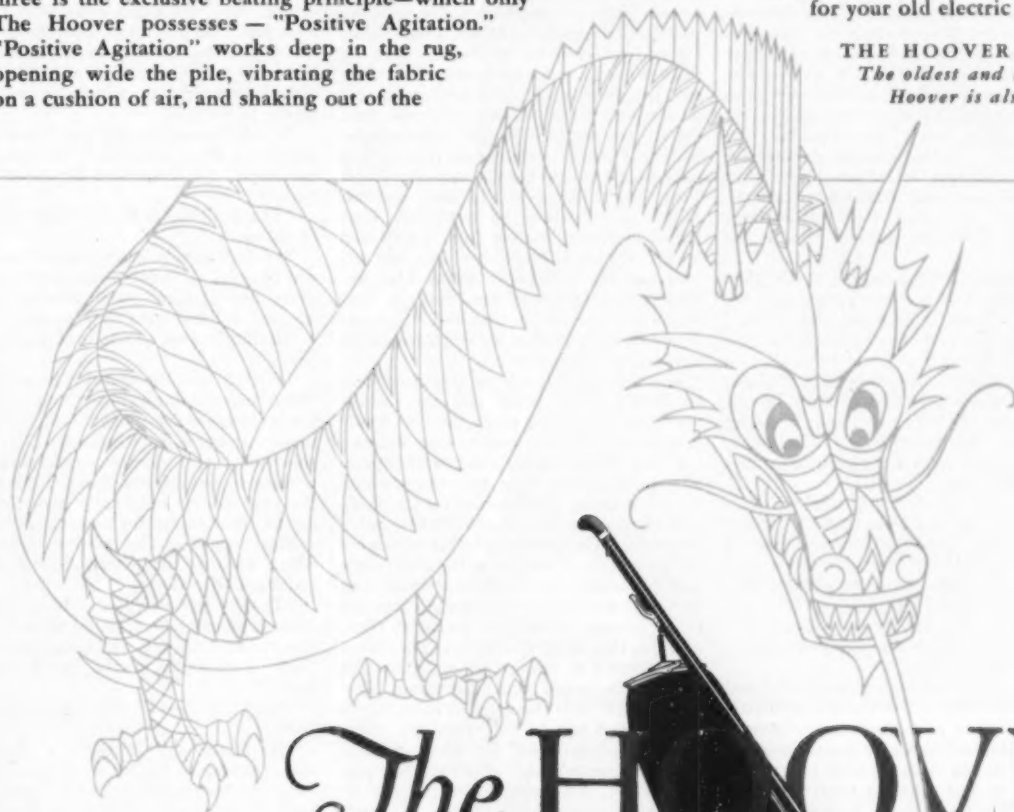 three is the exclusive beating principle—which only
The Hoover possesses — "Positive Agitation."
"Positive Agitation" works deep in the rug,
opening wide the pile, vibrating the fabric
on a cushion of air, and shaking out of the
for your old electric
THE HOOVER
The oldest and
Hoover is
The HOOV